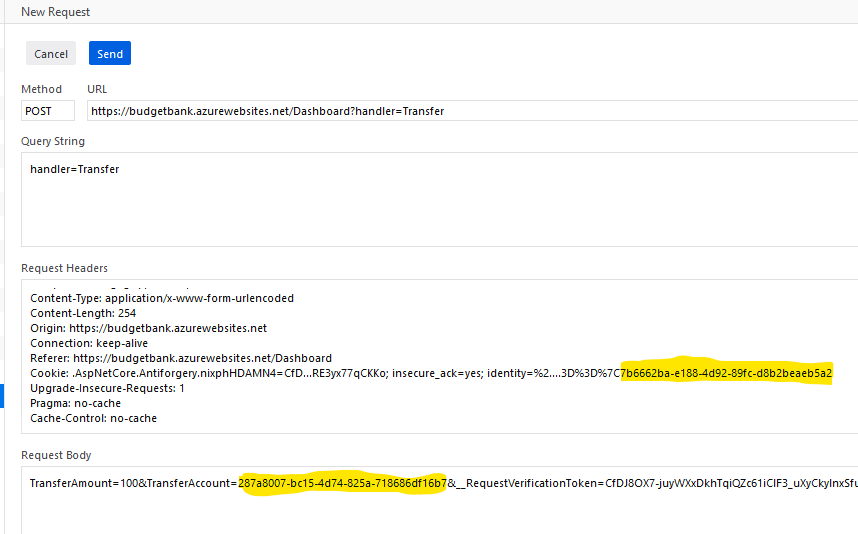 New Request
Cancel Send
Method URL
POST https://budgetbank.azurewebsites.net/Dashboard?handler=Transfer
Query String
handler=Transfer
Request Headers
Content-Type: application/x-www-form-urlencoded
Content-Length: 254
Origin: https://budgetbank.azurewebsites.net
Connection: keep-alive
Referer: https://budgetbank.azurewebsites.net/Dashboard
Cookie: .AspNetCore.Antiforgery.nixphHDAMN4=CfD...RE3yx77qCKKo; insecure_ack=yes; identity=%2....3D%3D%7C7b6662ba-e188-4d92-89fc-d8b2beaeb5a2
Upgrade-Insecure-Requests: 1
Pragma: no-cache
Cache-Control: no-cache
Request Body
TransferAmount=100&TransferAccount=287a8007-bc15-4d74-825a-718686df16b7&__RequestVerificationToken=CfDJ8OX7-juyWXxDkhTqiQZc61iCIF3_uXyCkyInxSfu